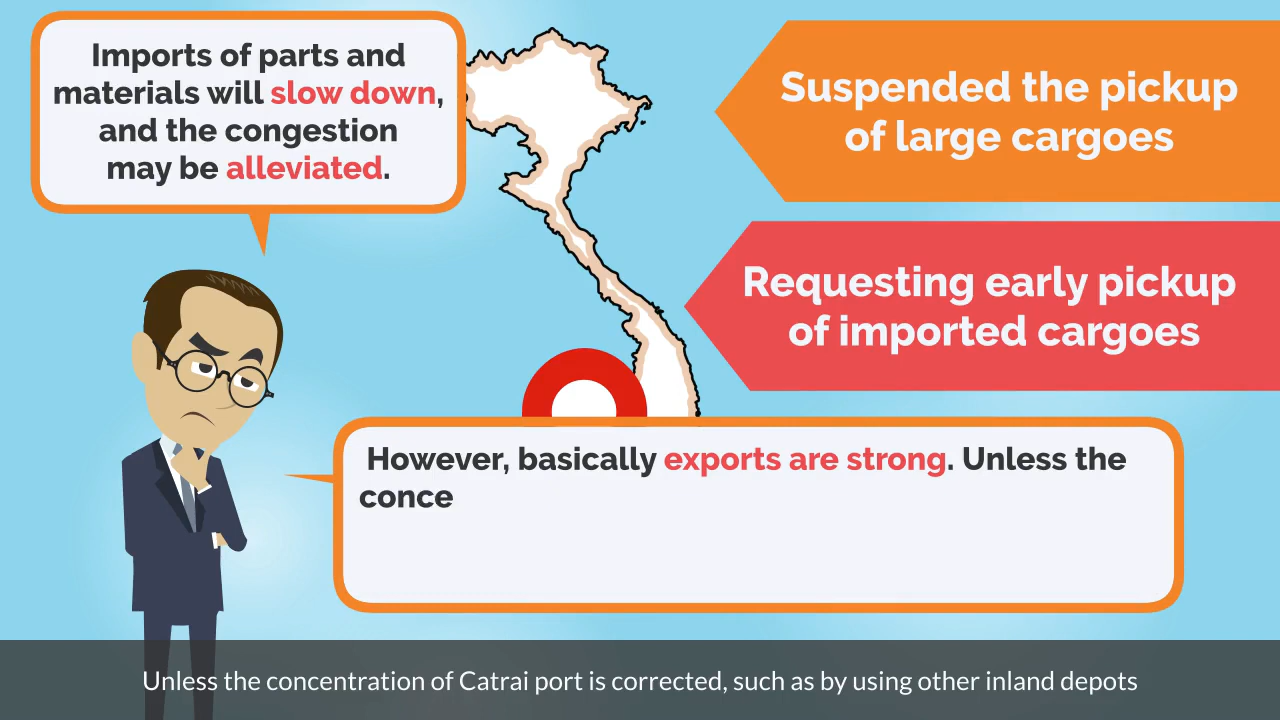 Imports of parts and
materials will slow down,
and the congestion
may be alleviated.
Suspended the pickup
of large cargoes
Requesting early pickup
of imported cargoes
However, basically exports are strong. Unless the
conce
Unless the concentration of Catrai port is corrected, such as by using other inland depots